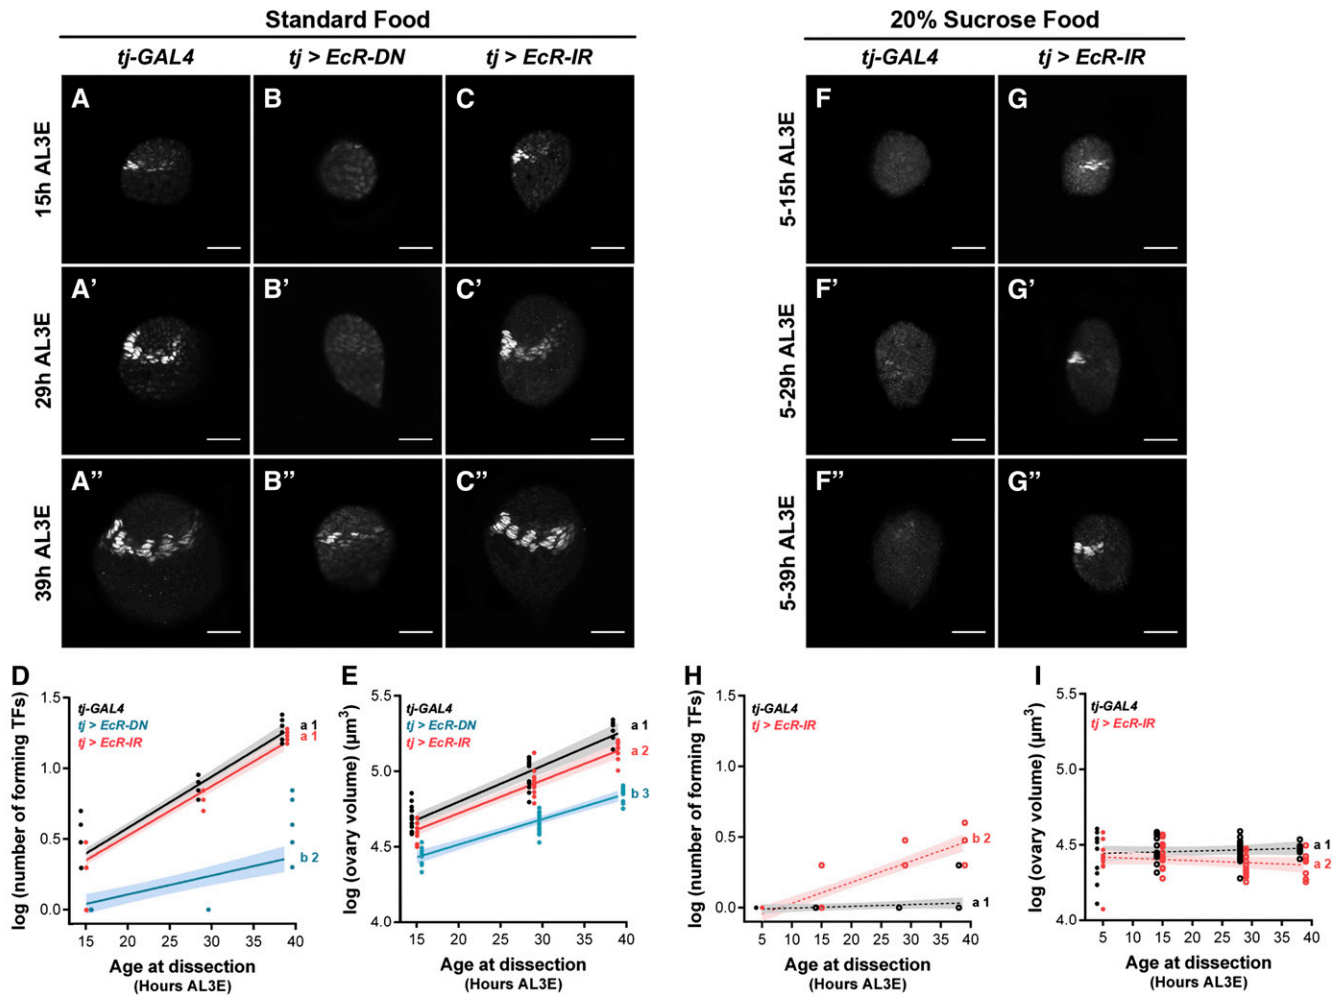 Standard Food
20% Sucrose Food
tj-GAL4
tj > EcR-DN
tj > EcR-IR
tj-GAL4
tj > EcR-IR
15h AL3E
A
B
C
5-15h AL3E
F
G
29h AL3E
A'
B'
C'
5-29h AL3E
F'
G'
39h AL3E
A''
B''
C''
5-39h AL3E
F''
G''
D
log (number of forming TFs)
1.5
1.0
0.5
0.0
tj-GAL4
tj > EcR-DN
tj > EcR-IR
a 1
a 1
b 2
15 20 25 30 35 40
Age at dissection
(Hours AL3E)
E
log (ovary volume) (μm³)
5.5
5.0
4.5
4.0
tj-GAL4
tj > EcR-DN
tj > EcR-IR
a 1
a 2
b 3
15 20 25 30 35 40
Age at dissection
(Hours AL3E)
H
log (number of forming TFs)
1.5
1.0
0.5
0.0
tj-GAL4
tj > EcR-IR
b 2
a 1
5 10 15 20 25 30 35 40
Age at dissection
(Hours AL3E)
I
log (ovary volume) (μm³)
5.5
5.0
4.5
4.0
tj-GAL4
tj > EcR-IR
a 1
a 2
5 10 15 20 25 30 35 40
Age at dissection
(Hours AL3E)